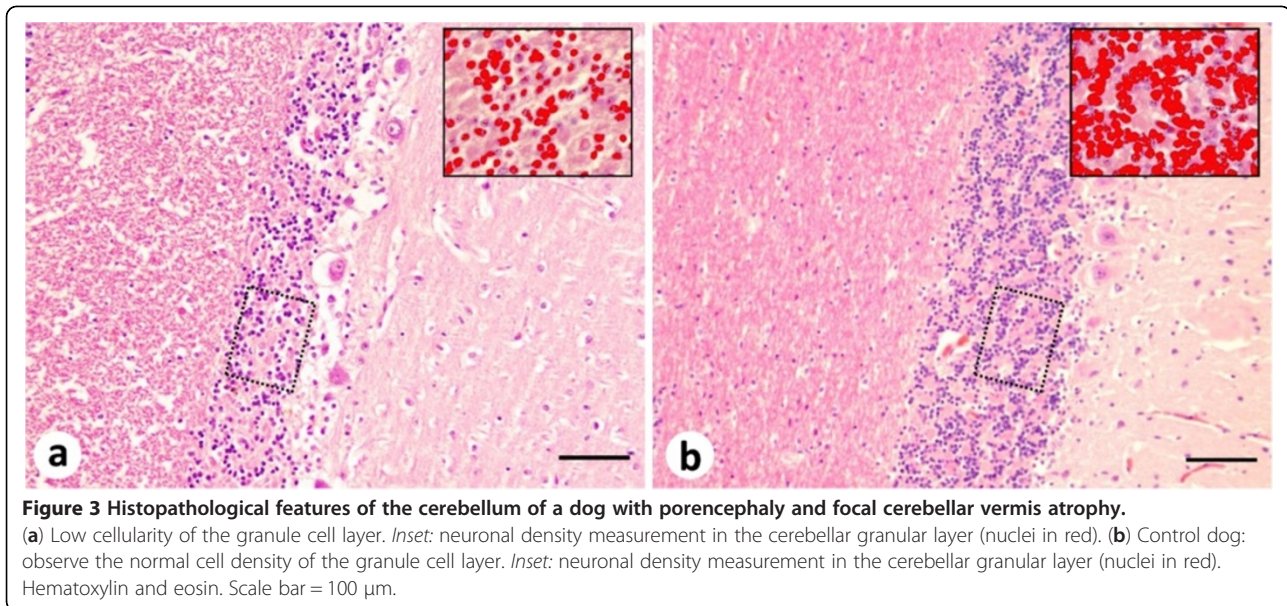 a
b
Figure 3 Histopathological features of the cerebellum of a dog with porencephaly and focal cerebellar vermis atrophy.
(a) Low cellularity of the granule cell layer. Inset: neuronal density measurement in the cerebellar granular layer (nuclei in red). (b) Control dog:
observe the normal cell density of the granule cell layer. Inset: neuronal density measurement in the cerebellar granular layer (nuclei in red).
Hematoxylin and eosin. Scale bar = 100 μm.